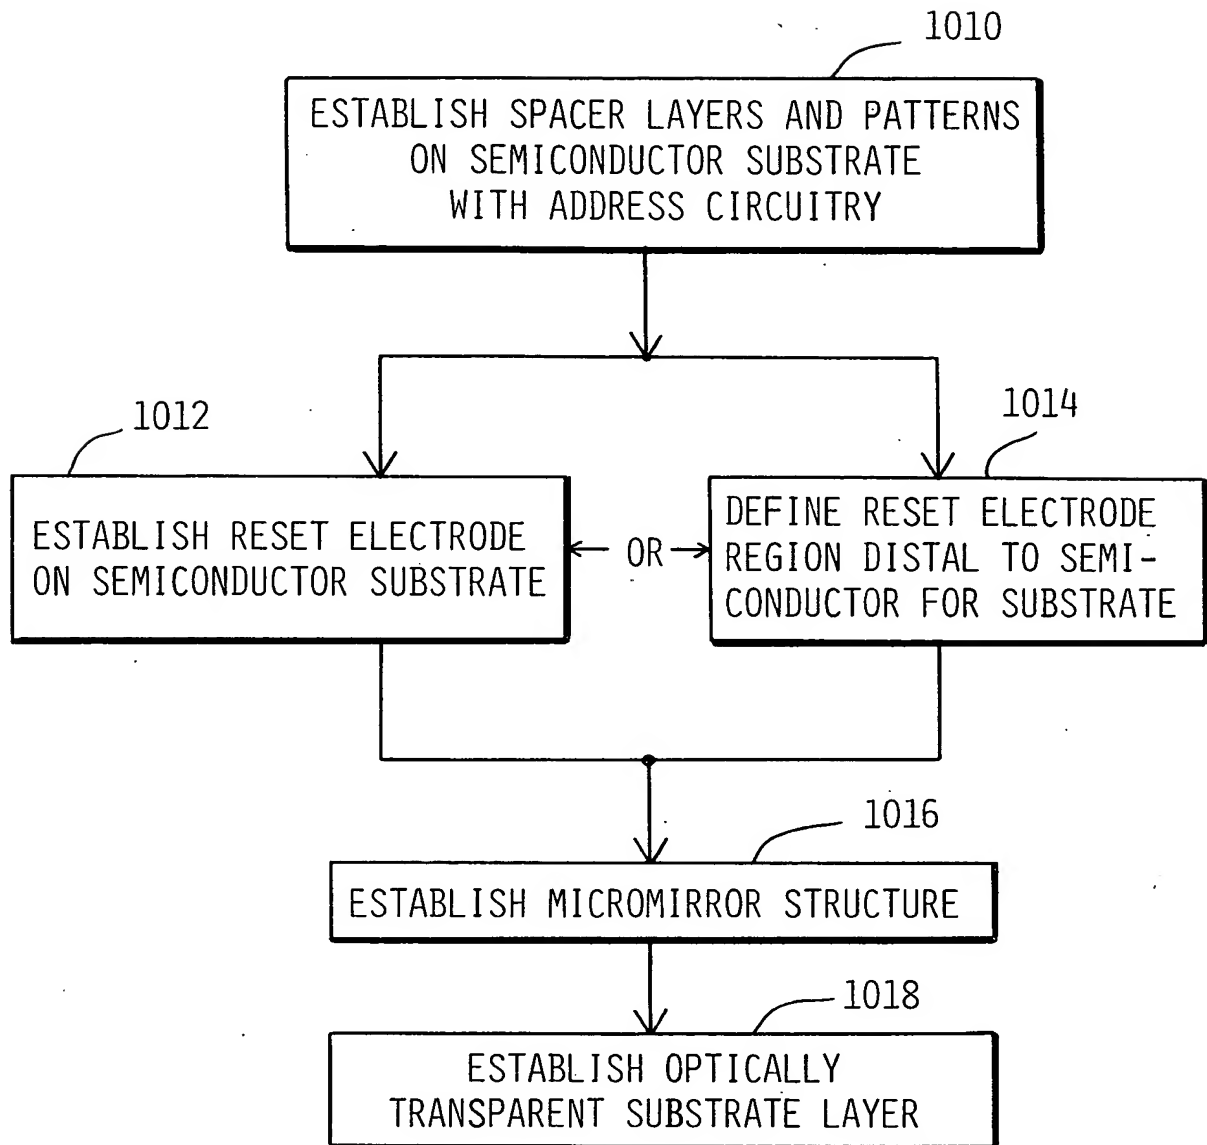 1010
ESTABLISH SPACER LAYERS AND PATTERNS
ON SEMICONDUCTOR SUBSTRATE
WITH ADDRESS CIRCUITRY
1012
1014
ESTABLISH RESET ELECTRODE
ON SEMICONDUCTOR SUBSTRATE
OR
DEFINE RESET ELECTRODE
REGION DISTAL TO SEMI-
CONDUCTOR FOR SUBSTRATE
1016
ESTABLISH MICROMIRROR STRUCTURE
1018
ESTABLISH OPTICALLY
TRANSPARENT SUBSTRATE LAYER